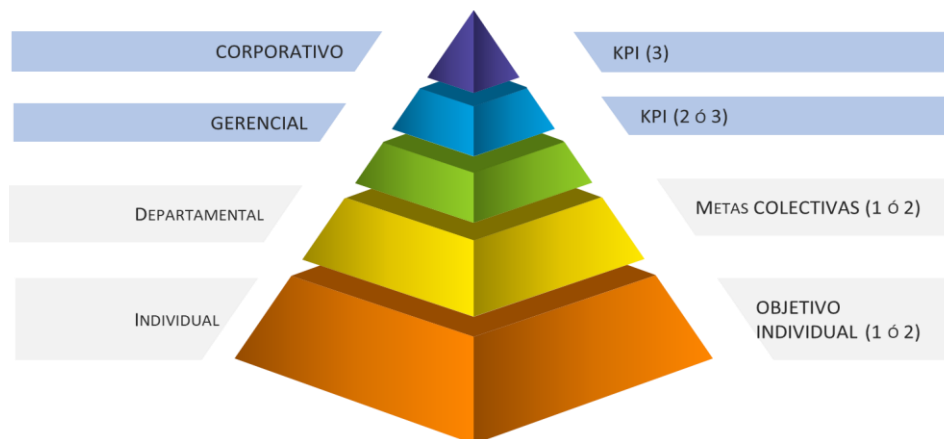 CORPORATIVO
KPI (3)
GERENCIAL
KPI (2 ó 3)
DEPARTAMENTAL
METAS COLECTIVAS (1 ó 2)
INDIVIDUAL
OBJETIVO
INDIVIDUAL (1 ó 2)